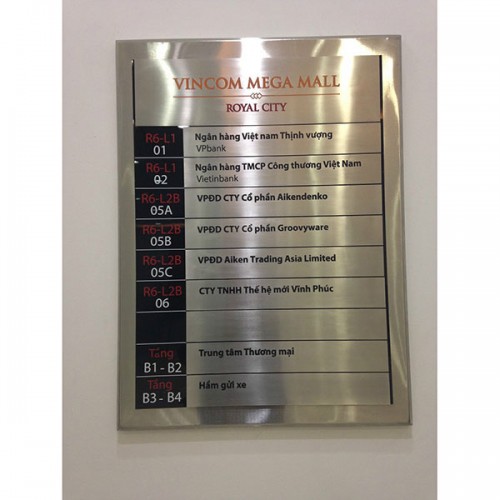 VINCOM MEGA MALL
ROYAL CITY
R6-L1 Ngân hàng Việt nam Thịnh vượng
01 VPbank
R6-L1 Ngân hàng TMCP Công thương Việt Nam
02 Vietinbank
R6-L2B VPĐD CTY Cổ phần Aikendenko
05A
R6-L2B VPĐD CTY Cổ phần Groovyware
05B
R6-L2B VPĐD Aiken Trading Asia Limited
05C
R6-L2B CTY TNHH Thế hệ mới Vĩnh Phúc
06
Tầng Trung tâm Thương mại
B1 - B2
Tầng Hầm gửi xe
B3 - B4